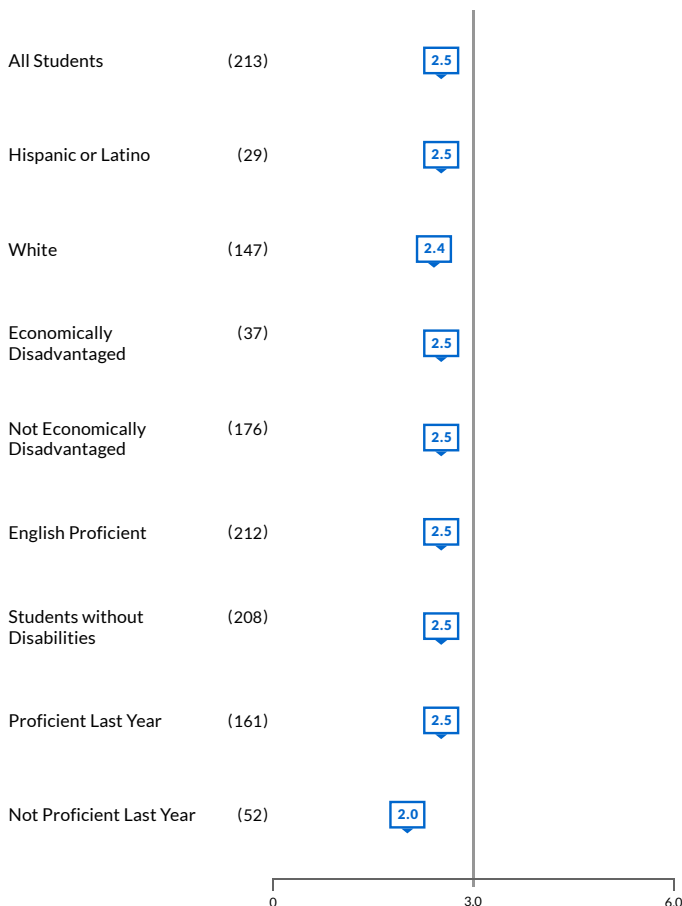 All Students (213) 2.5
Hispanic or Latino (29) 2.5
White (147) 2.4
Economically (37)
Disadvantaged 2.5
Not Economically (176)
Disadvantaged 2.5
English Proficient (212) 2.5
Students without (208)
Disabilities 2.5
Proficient Last Year (161) 2.5
Not Proficient Last Year (52) 2.0
0 3.0 6.0